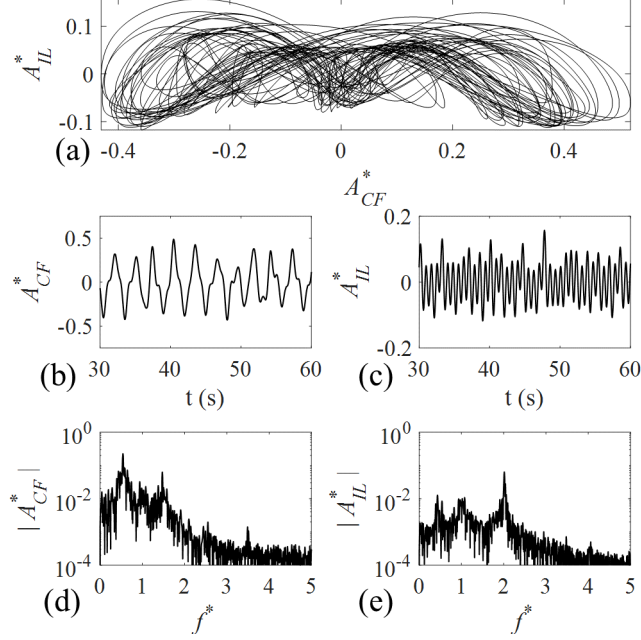 0.1
0
-0.1
A*IL
-0.4 -0.2 0 0.2 0.4
(a) A*CF
0.5
0
-0.5
A*CF
30 40 50 60
(b) t (s)
0.2
0
-0.2
A*IL
30 40 50 60
(c) t (s)
10^0
10^-2
10^-4
| A*CF |
0 1 2 3 4 5
(d) f*
10^0
10^-2
10^-4
| A*IL |
0 1 2 3 4 5
(e) f*